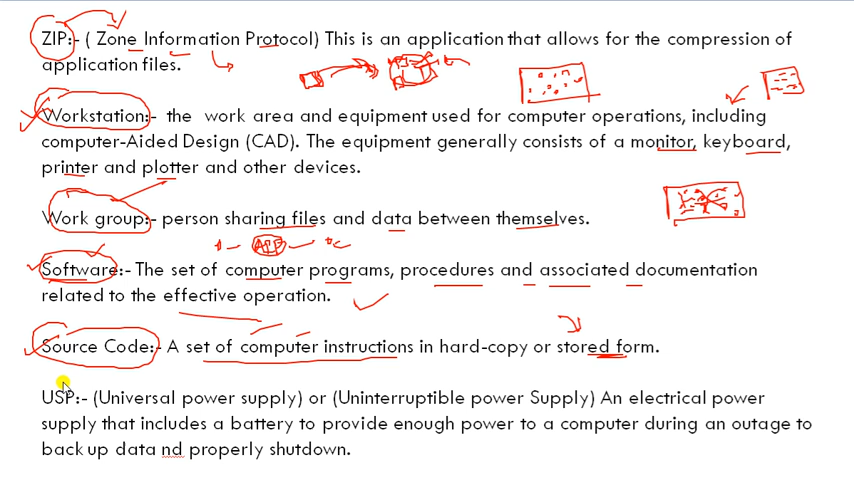 ZIP:- ( Zone Information Protocol) This is an application that allows for the compression of
application files.
Workstation:- the work area and equipment used for computer operations, including
computer-Aided Design (CAD). The equipment generally consists of a monitor, keyboard,
printer and plotter and other devices.
Work group:- person sharing files and data between themselves.
Software:- The set of computer programs, procedures and associated documentation
related to the effective operation.
Source Code:- A set of computer instructions in hard-copy or stored form.
USP:- (Universal power supply) or (Uninterruptible power Supply) An electrical power
supply that includes a battery to provide enough power to a computer during an outage to
back up data nd properly shutdown.